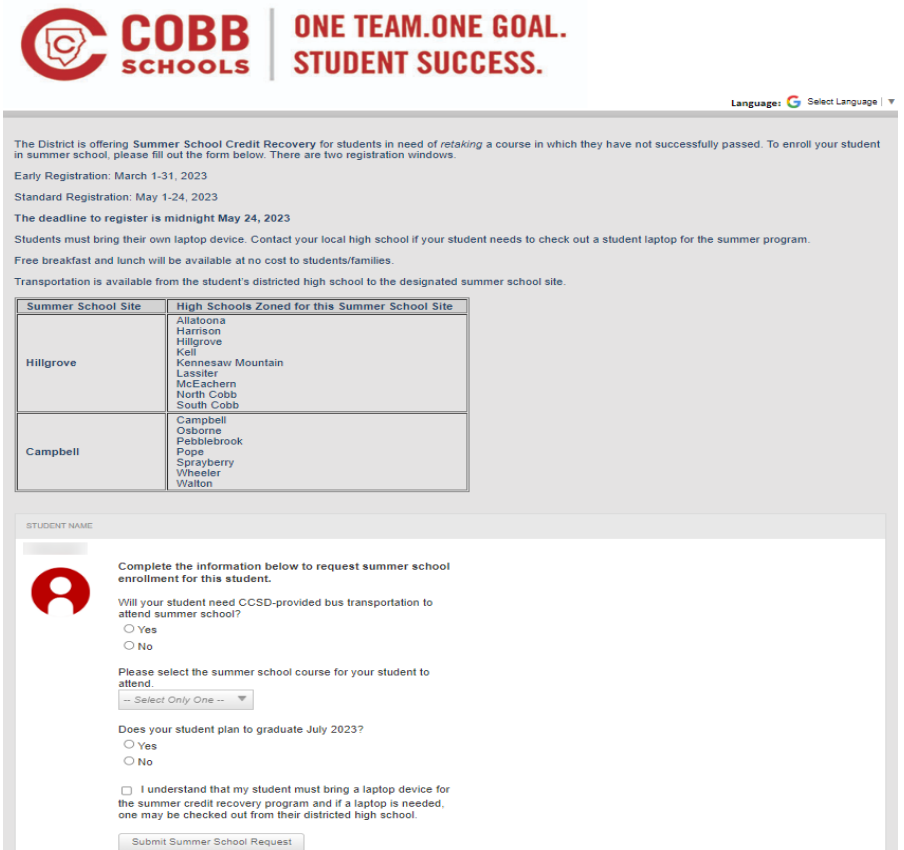 COBB
SCHOOLS
ONE TEAM.ONE GOAL.
STUDENT SUCCESS.
Language: Select Language | ▼
The District is offering Summer School Credit Recovery for students in need of retaking a course in which they have not successfully passed. To enroll your student
in summer school, please fill out the form below. There are two registration windows.
Early Registration: March 1-31, 2023
Standard Registration: May 1-24, 2023
The deadline to register is midnight May 24, 2023
Students must bring their own laptop device. Contact your local high school if your student needs to check out a student laptop for the summer program.
Free breakfast and lunch will be available at no cost to students/families.
Transportation is available from the student's districted high school to the designated summer school site.
Summer School Site High Schools Zoned for this Summer School Site
Hillgrove
Allatoona
Harrison
Hillgrove
Kell
Kennesaw Mountain
Lassiter
McEachern
North Cobb
South Cobb
Campbell
Campbell
Osborne
Pebblebrook
Pope
Sprayberry
Wheeler
Walton
STUDENT NAME
Complete the information below to request summer school
enrollment for this student.
Will your student need CCSD-provided bus transportation to
attend summer school?
Yes
No
Please select the summer school course for your student to
attend.
-- Select Only One --
Does your student plan to graduate July 2023?
Yes
No
I understand that my student must bring a laptop device for
the summer credit recovery program and if a laptop is needed,
one may be checked out from their districted high school.
Submit Summer School Request